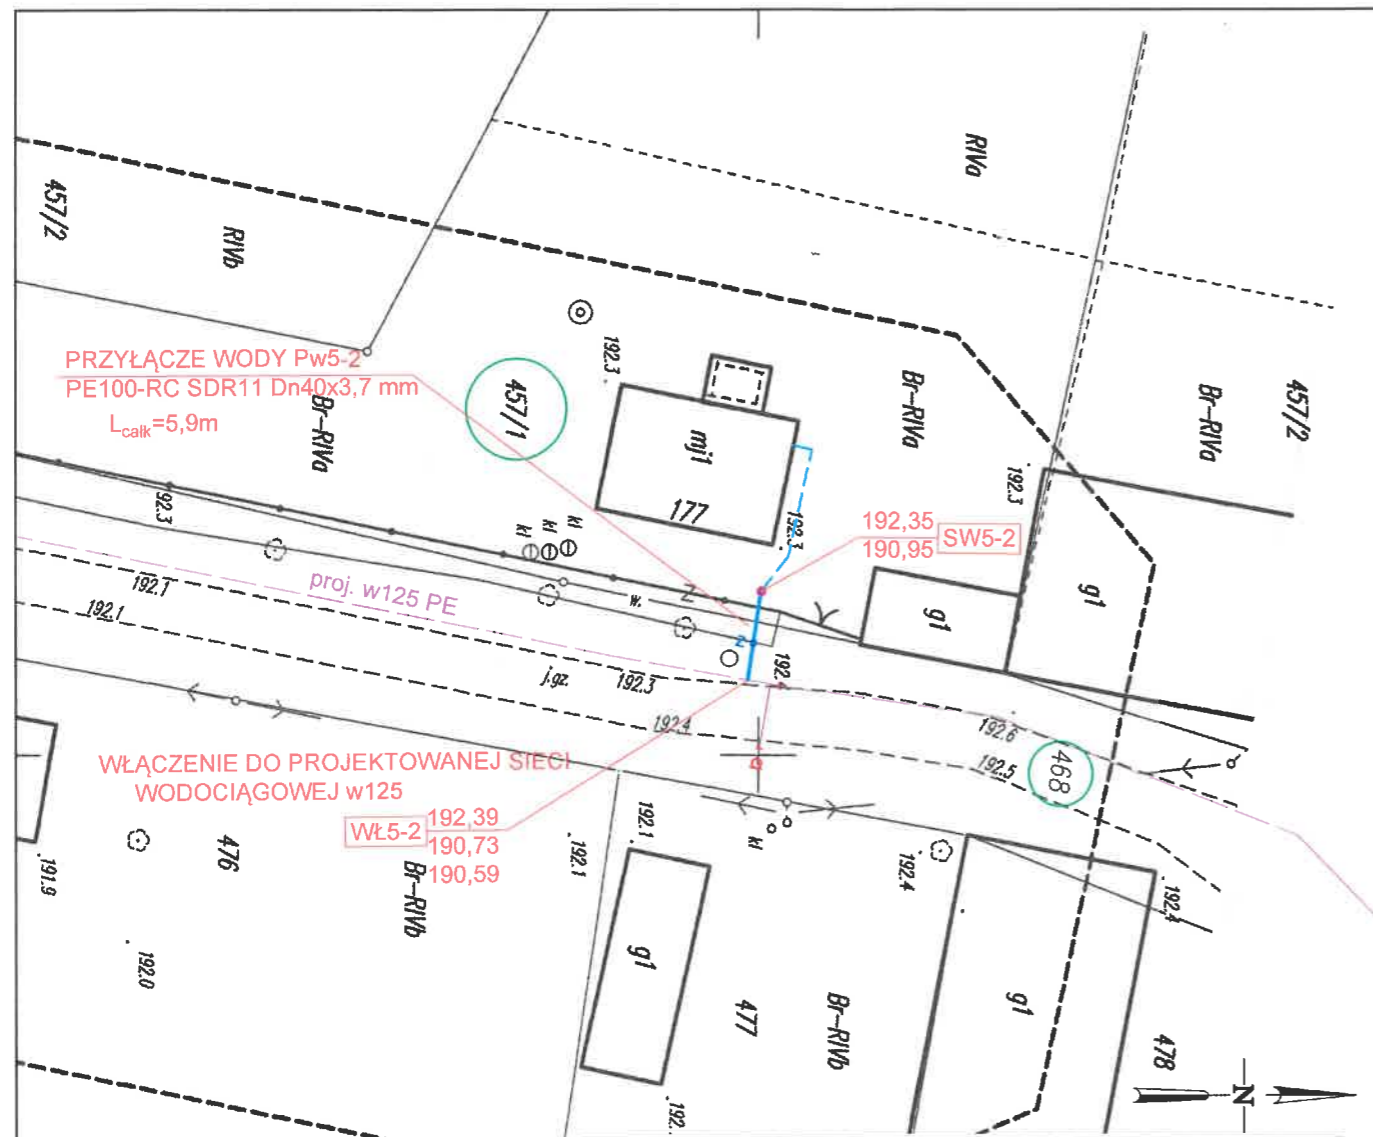 RIVa
457/2
RIVb
PRZYŁĄCZE WODY Pw5-2
PE100-RC SDR11 Dn40x3,7 mm
Lcałk=5,9m
Br-RIVa
457/1
192.3
mj1
177
Br-RIVa
Br-RIVa
457/2
192.3
192.3
192,35
190,95
SW5-2
g1
g1
92.3
kl
kl
kl
proj. w125 PE
w.
192.1
192.1
j.gz.
192.3
192.4
192.6
192.5
468
WŁĄCZENIE DO PROJEKTOWANEJ SIECI
WODOCIĄGOWEJ w125
WŁ5-2
192,39
190,73
190,59
476
Br-RIVb
191.9
192.0
192.1
192.1
kl
192.4
192.4
g1
477
Br-RIVb
g1
478
192.
N